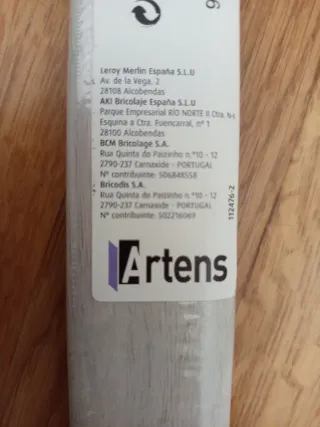 Leroy Merlin España S.L.U
Av. de la Vega, 2
28108 Alcobendas
AKI Bricolaje España S.L.U
Parque Empresarial RÍO NORTE II Ctra.
Esquina a Ctra. Fuencarral, nº 1
28100 Alcobendas
BCM Bricolage S.A.
Rua Quinta do Paizinho n.º10 - 12
2790-237 Carnaxide - PORTUGAL
Nº contribuinte: 506848558
Bricodis S.A.
Rua Quinta do Paizinho n.º10 - 12
2790-237 Carnaxide - PORTUGAL
Nº contribuinte: 502216069
112476-2
Artens